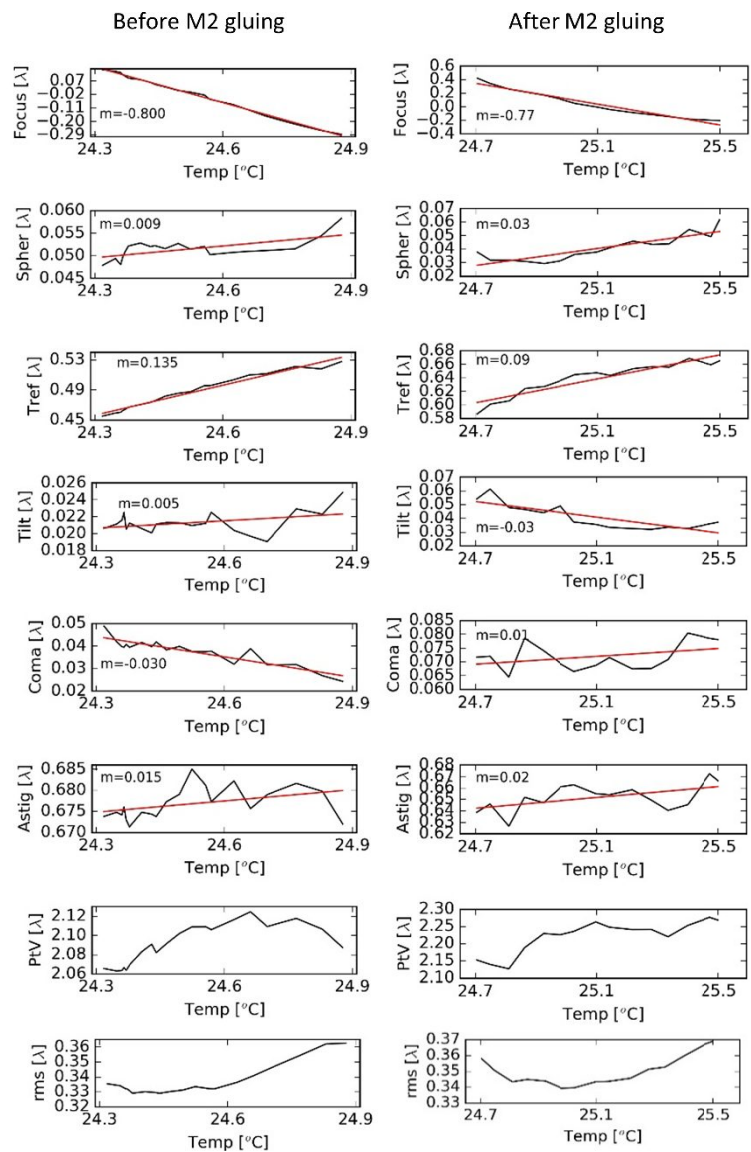 Before M2 gluing
After M2 gluing
Focus [λ]
0.07
−0.02
−0.11
−0.20
−0.29
m=-0.800
24.3 24.6 24.9
Temp [°C]
Focus [λ]
0.6
0.4
0.2
0.0
−0.2
−0.4
m=-0.77
24.7 25.1 25.5
Temp [°C]
Spher [λ]
0.060
0.055
0.050
0.045
m=0.009
24.3 24.6 24.9
Temp [°C]
Spher [λ]
0.07
0.06
0.05
0.04
0.03
0.02
m=0.03
24.7 25.1 25.5
Temp [°C]
Tref [λ]
0.53
0.49
0.45
m=0.135
24.3 24.6 24.9
Temp [°C]
Tref [λ]
0.68
0.66
0.64
0.62
0.60
0.58
m=0.09
24.7 25.1 25.5
Temp [°C]
Tilt [λ]
0.026
0.024
0.022
0.020
0.018
m=0.005
24.3 24.6 24.9
Temp [°C]
Tilt [λ]
0.07
0.06
0.05
0.04
0.03
0.02
m=-0.03
24.7 25.1 25.5
Temp [°C]
Coma [λ]
0.05
0.04
0.03
0.02
m=-0.030
24.3 24.6 24.9
Temp [°C]
Coma [λ]
0.085
0.080
0.075
0.070
0.065
0.060
m=0.01
24.7 25.1 25.5
Temp [°C]
Astig [λ]
0.685
0.680
0.675
0.670
m=0.015
24.3 24.6 24.9
Temp [°C]
Astig [λ]
0.68
0.67
0.66
0.65
0.64
0.63
0.62
m=0.02
24.7 25.1 25.5
Temp [°C]
PtV [λ]
2.12
2.10
2.08
2.06
24.3 24.6 24.9
Temp [°C]
PtV [λ]
2.30
2.25
2.20
2.15
2.10
24.7 25.1 25.5
Temp [°C]
rms [λ]
0.36
0.35
0.34
0.33
24.3 24.6 24.9
Temp [°C]
rms [λ]
0.37
0.36
0.35
0.34
0.33
24.7 25.1 25.5
Temp [°C]